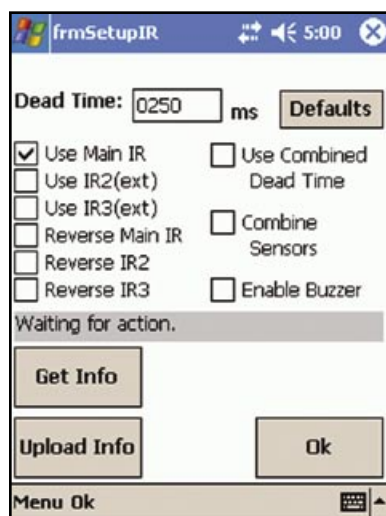 frmSetupIR 5:00
Dead Time: 0250 ms Defaults
Use Main IR
Use IR2(ext)
Use IR3(ext)
Reverse Main IR
Reverse IR2
Reverse IR3
Use Combined
Dead Time
Combine
Sensors
Enable Buzzer
Waiting for action.
Get Info
Upload Info Ok
Menu Ok